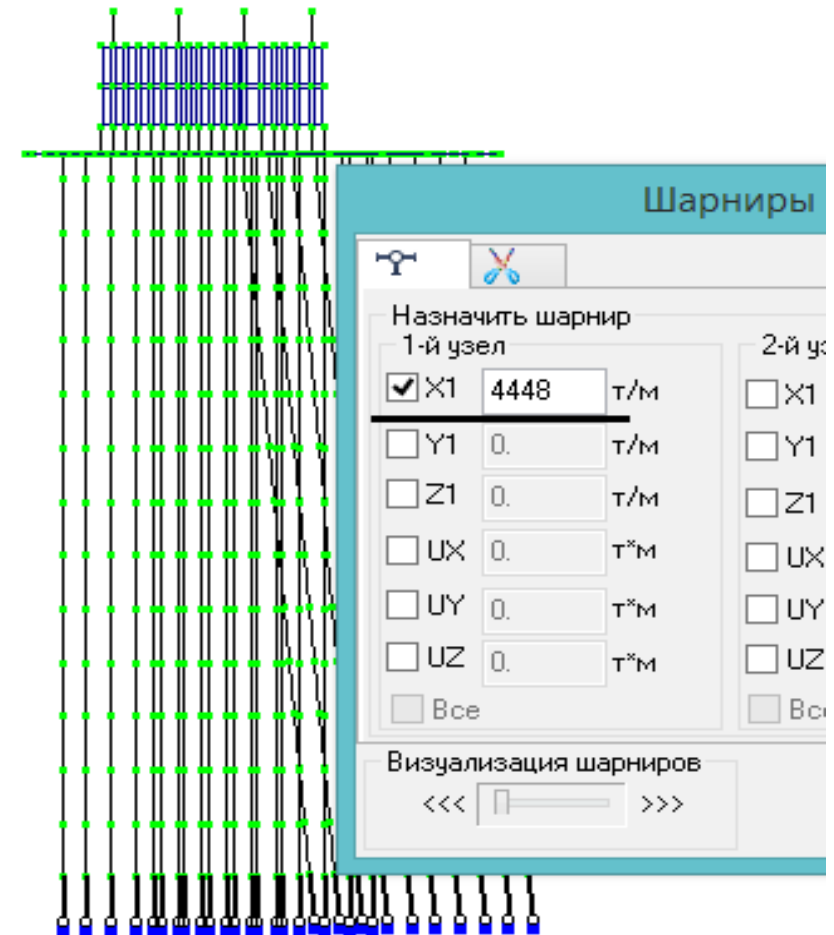 Шарниры
Назначить шарнир
1-й узел
2-й уз
X1 4448 т/м
X1
Y1 0. т/м
Y1
Z1 0. т/м
Z1
UX 0. т*м
UX
UY 0. т*м
UY
UZ 0. т*м
UZ
Все
Все
Визуализация шарниров
<<< >>>